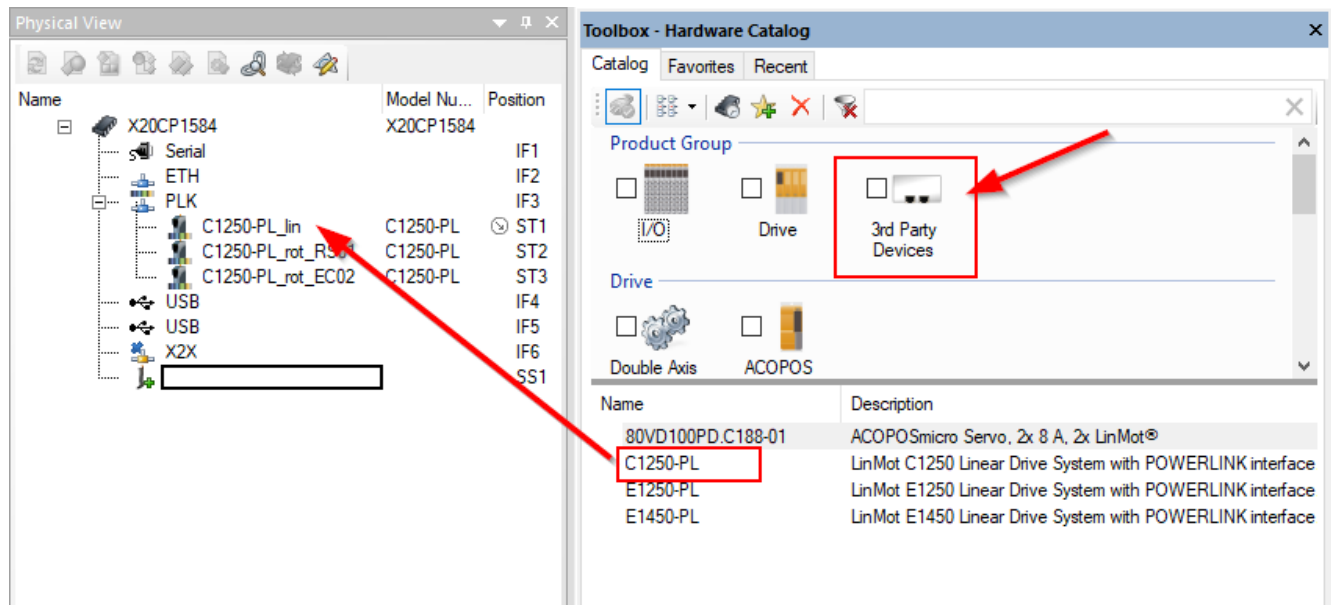 Physical View
Name Model Nu... Position
X20CP1584 X20CP1584
Serial IF1
ETH IF2
PLK IF3
C1250-PL_lin C1250-PL ST1
C1250-PL_rot_RS01 C1250-PL ST2
C1250-PL_rot_EC02 C1250-PL ST3
USB IF4
USB IF5
X2X IF6
SS1
Toolbox - Hardware Catalog
Catalog Favorites Recent
Product Group
I/O Drive 3rd Party
Devices
Drive
Double Axis ACOPOS
Name Description
80VD100PD.C188-01 ACOPOSmicro Servo, 2x 8 A, 2x LinMot®
C1250-PL LinMot C1250 Linear Drive System with POWERLINK interface
E1250-PL LinMot E1250 Linear Drive System with POWERLINK interface
E1450-PL LinMot E1450 Linear Drive System with POWERLINK interface